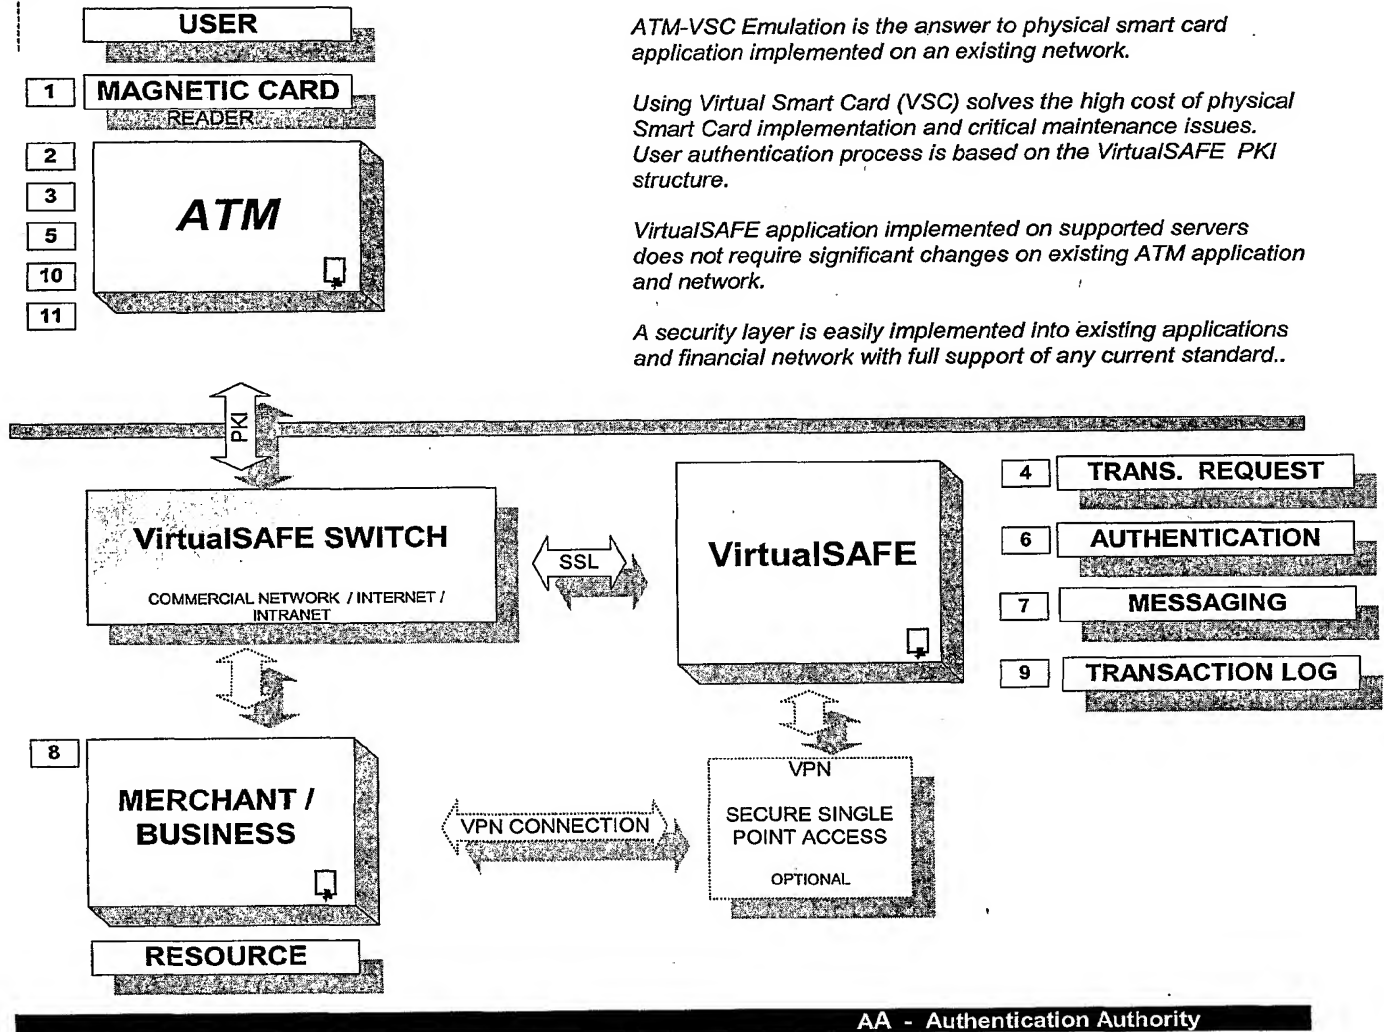 USER
1 MAGNETIC CARD
READER
2
3
5
10
11
ATM
ATM-VSC Emulation is the answer to physical smart card
application implemented on an existing network.
Using Virtual Smart Card (VSC) solves the high cost of physical
Smart Card implementation and critical maintenance issues.
User authentication process is based on the VirtualSAFE PKI
structure.
VirtualSAFE application implemented on supported servers
does not require significant changes on existing ATM application
and network.
A security layer is easily implemented into existing applications
and financial network with full support of any current standard..
PKI
VirtualSAFE SWITCH
COMMERCIAL NETWORK / INTERNET /
INTRANET
SSL
VirtualSAFE
4 TRANS. REQUEST
6 AUTHENTICATION
7 MESSAGING
9 TRANSACTION LOG
8
MERCHANT /
BUSINESS
VPN CONNECTION
VPN
SECURE SINGLE
POINT ACCESS
OPTIONAL
RESOURCE
AA - Authentication Authority